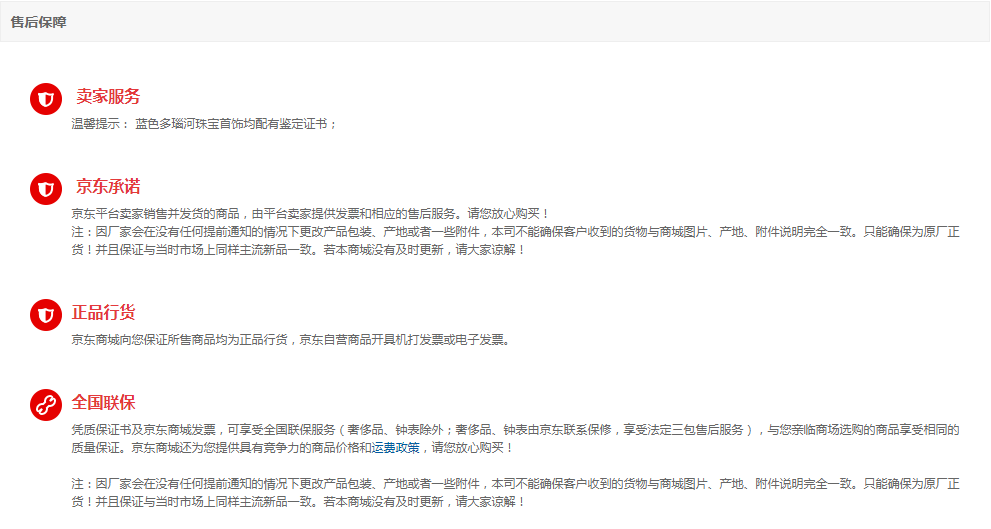 售后保障
卖家服务
温馨提示： 蓝色多瑙河珠宝首饰均配有鉴定证书；
京东承诺
京东平台卖家销售并发货的商品，由平台卖家提供发票和相应的售后服务。请您放心购买！
注：因厂家会在没有任何提前通知的情况下更改产品包装、产地或者一些附件，本司不能确保客户收到的货物与商城图片、产地、附件说明完全一致。只能确保为原厂正
货！并且保证与当时市场上同样主流新品一致。若本商城没有及时更新，请大家谅解！
正品行货
京东商城向您保证所售商品均为正品行货，京东自营商品开具机打发票或电子发票。
全国联保
凭质保证书及京东商城发票，可享受全国联保服务（奢侈品、钟表除外；奢侈品、钟表由京东联系保修，享受法定三包售后服务），与您亲临商场选购的商品享受相同的
质量保证。京东商城还为您提供具有竞争力的商品价格和运费政策，请您放心购买！
注：因厂家会在没有任何提前通知的情况下更改产品包装、产地或者一些附件，本司不能确保客户收到的货物与商城图片、产地、附件说明完全一致。只能确保为原厂正
货！并且保证与当时市场上同样主流新品一致。若本商城没有及时更新，请大家谅解！